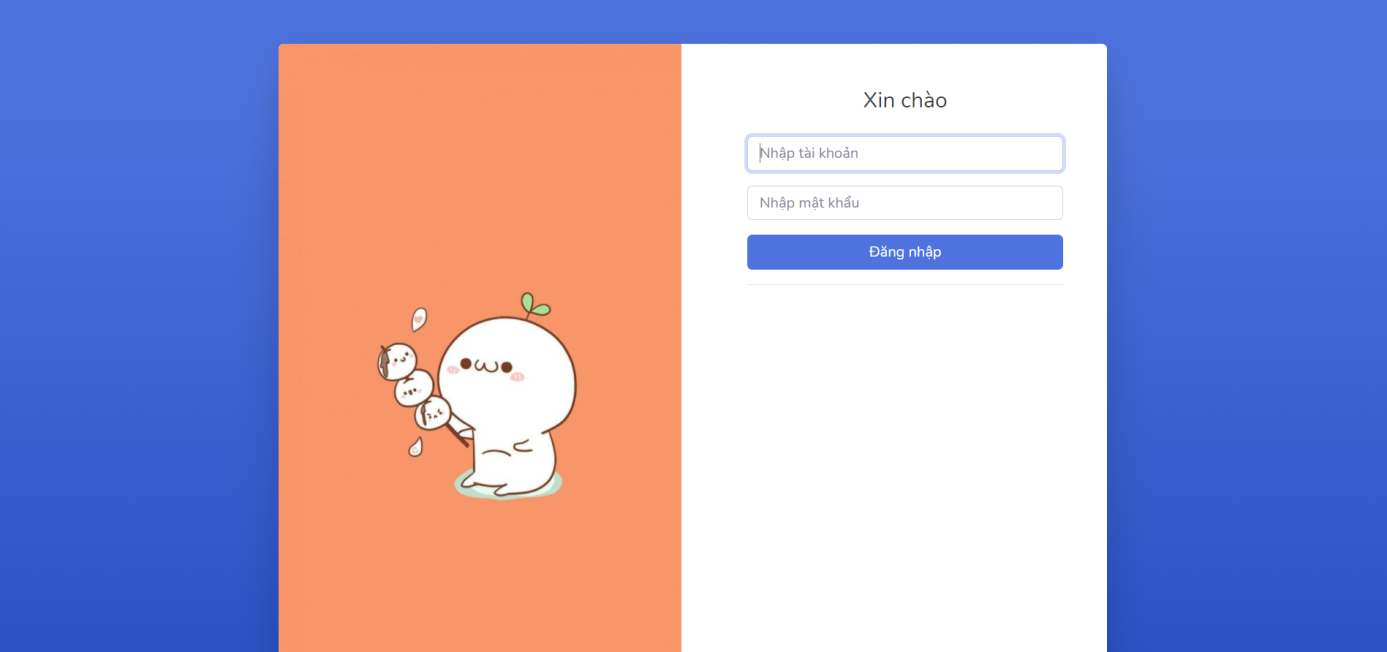 Xin chào
Nhập tài khoản
Nhập mật khẩu
Đăng nhập